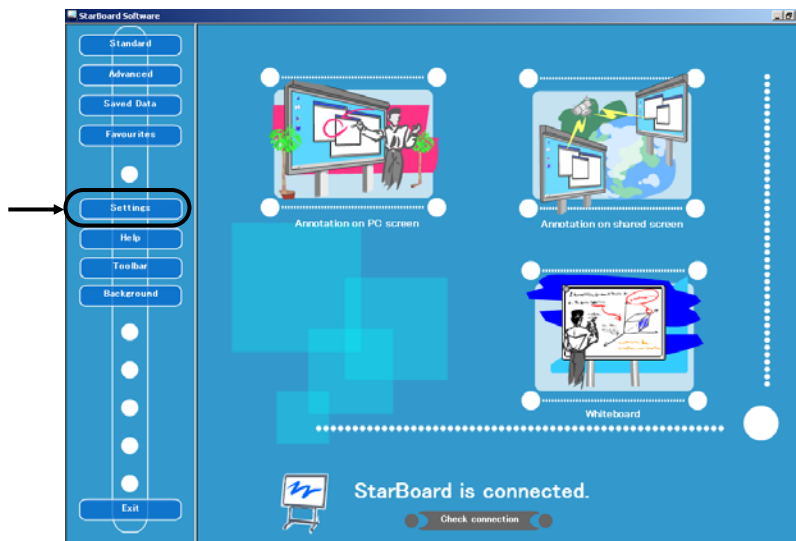 StarBoard Software
Standard
Advanced
Saved Data
Favourites
Settings
Help
Toolbar
Background
Exit
Annotation on PC screen
Annotation on shared screen
Whiteboard
StarBoard is connected.
Check connection